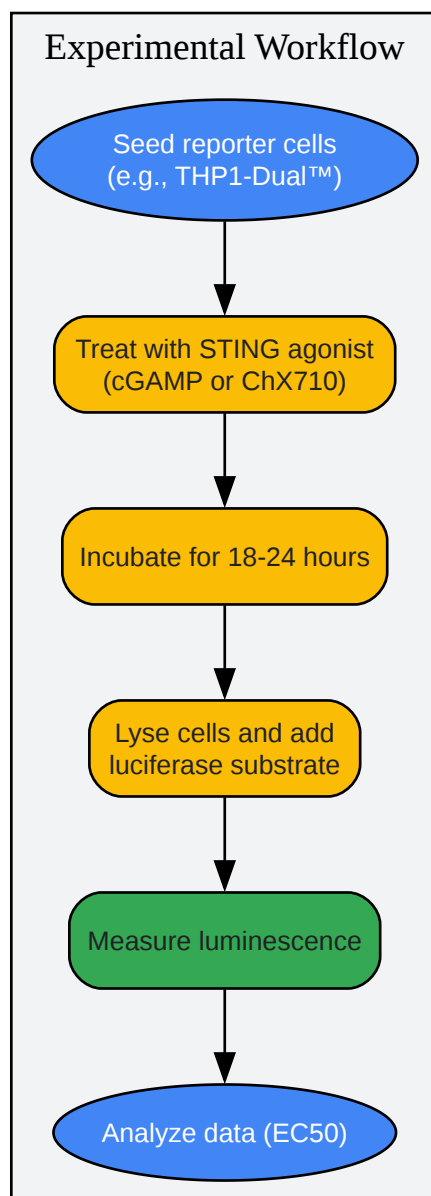 Experimental Workflow
Seed reporter cells
(e.g., THP1-Dual™)
Treat with STING agonist
(cGAMP or ChX710)
Incubate for 18-24 hours
Lyse cells and add
luciferase substrate
Measure luminescence
Analyze data (EC50)